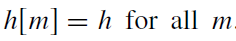 h[m] = h for all m.